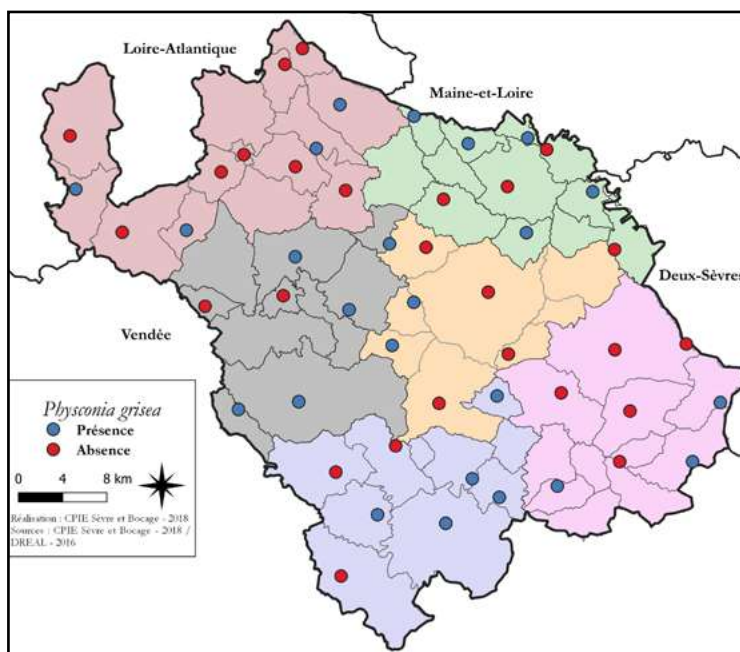 Loire-Atlantique
Maine-et-Loire
Deux-Sèvres
Vendée
Physconia grisea
Présence
Absence
0 4 8 km
Réalisation : CPIE Sèvre et Bocage - 2018
Sources : CPIE Sèvre et Bocage - 2018 /
DREAL - 2016